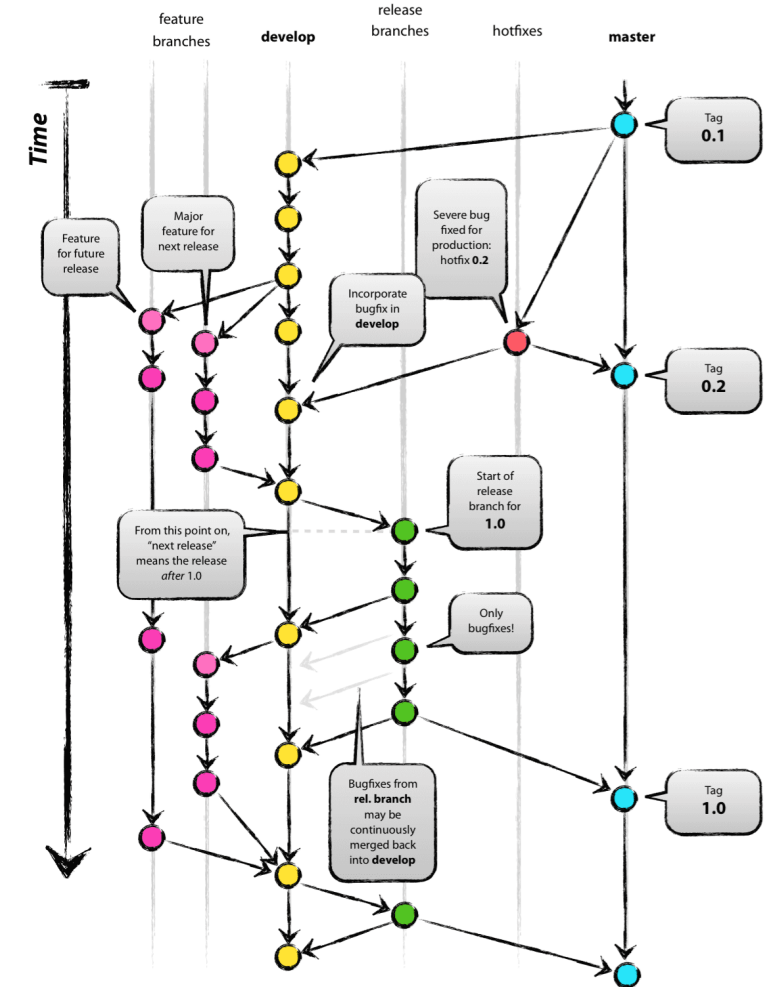 feature
branches
develop
release
branches
hotfixes
master
Time
Tag
0.1
Major
feature for
next release
Severe bug
fixed for
production:
hotfix 0.2
Feature
for future
release
Incorporate
bugfix in
develop
Tag
0.2
Start of
release
branch for
1.0
From this point on,
“next release”
means the release
after 1.0
Only
bugfixes!
Bugfixes from
rel. branch
may be
continuously
merged back
into develop
Tag
1.0